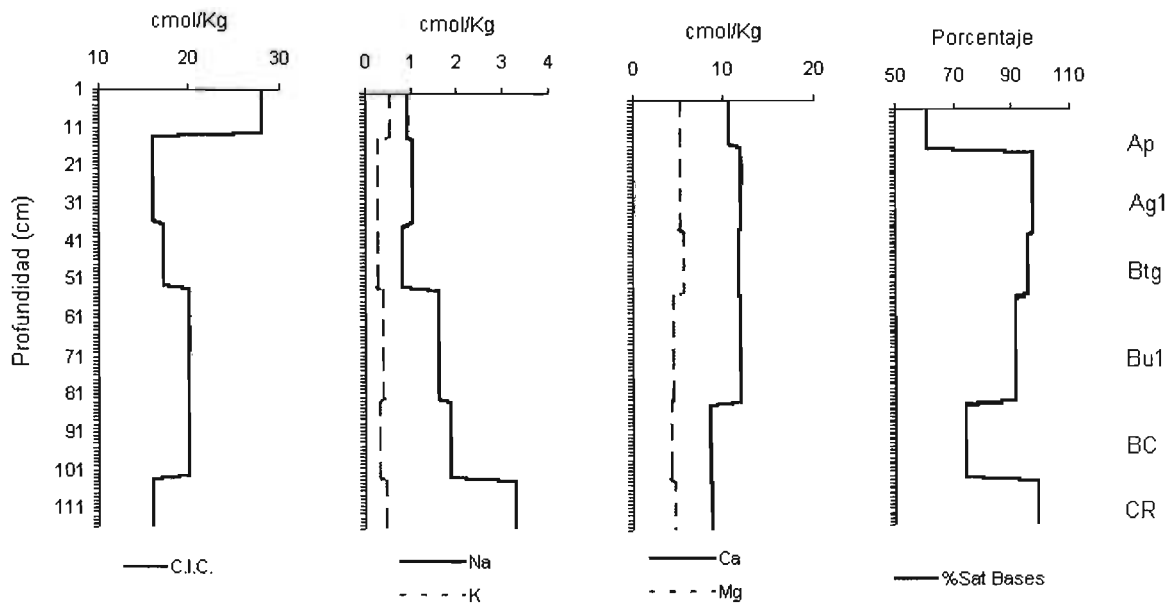 cmol/Kg
10 20 30
1
11
21
31
41
51
61
71
81
91
101
111
Profundidad (cm)
C.I.C.
cmol/Kg
0 1 2 3 4
Na
K
cmol/Kg
0 10 20
Ca
Mg
Porcentaje
50 70 90 110
%Sat Bases
Ap
Ag1
Btg
Bu1
BC
CR